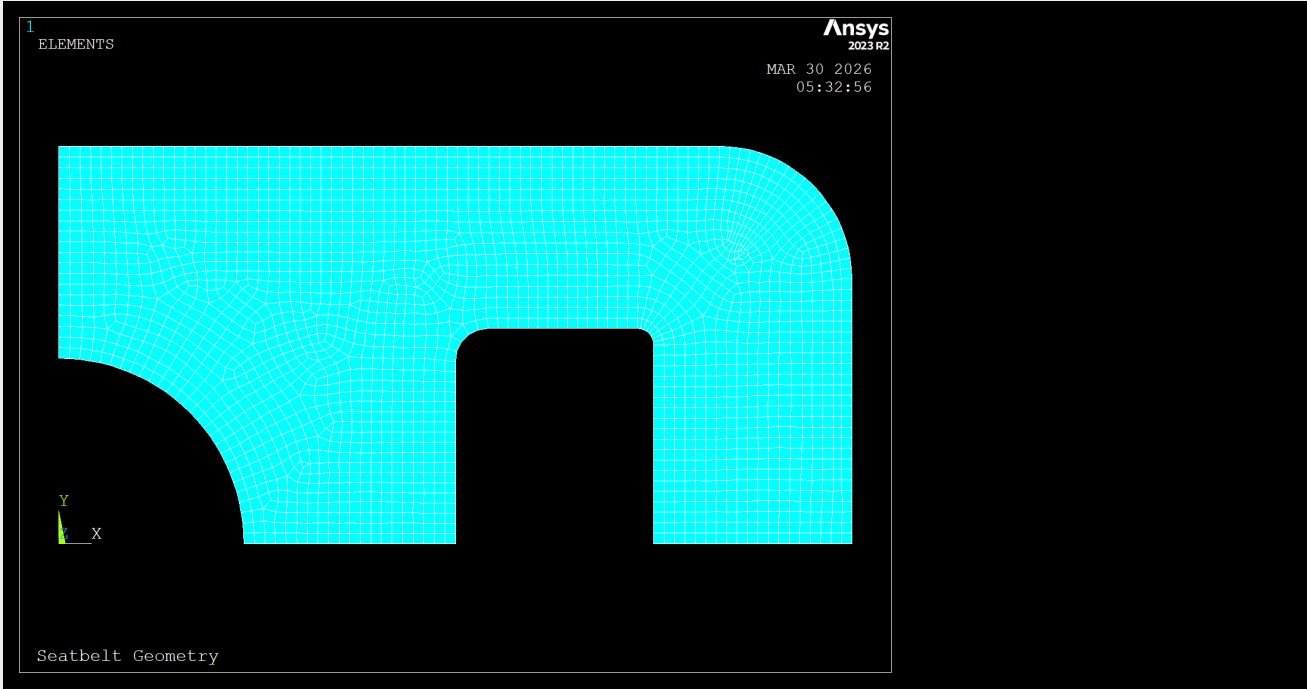 1
ELEMENTS
Ansys
2023 R2
MAR 30 2026
05:32:56
Y
Z X
Seatbelt Geometry